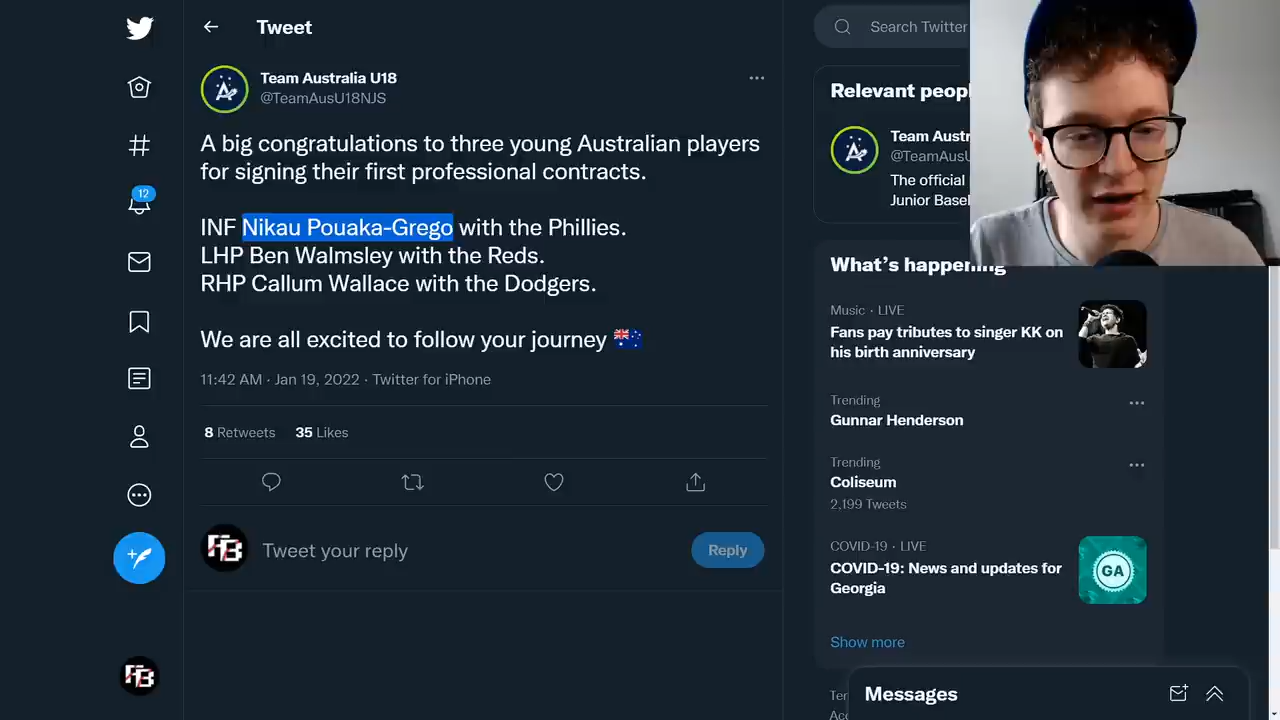 Tweet
Search Twitter
Team Australia U18
@TeamAusU18NJS
A big congratulations to three young Australian players
for signing their first professional contracts.
INF Nikau Pouaka-Grego with the Phillies.
LHP Ben Walmsley with the Reds.
RHP Callum Wallace with the Dodgers.
We are all excited to follow your journey
11:42 AM · Jan 19, 2022 · Twitter for iPhone
8 Retweets 35 Likes
Tweet your reply
Reply
12
Relevant peopl
Team Austr
@TeamAusU
The official
Junior Basel
What's happening
Music · LIVE
Fans pay tributes to singer KK on
his birth anniversary
Trending
Gunnar Henderson
Trending
Coliseum
2,199 Tweets
COVID-19 · LIVE
COVID-19: News and updates for
Georgia
GA
Show more
Messages